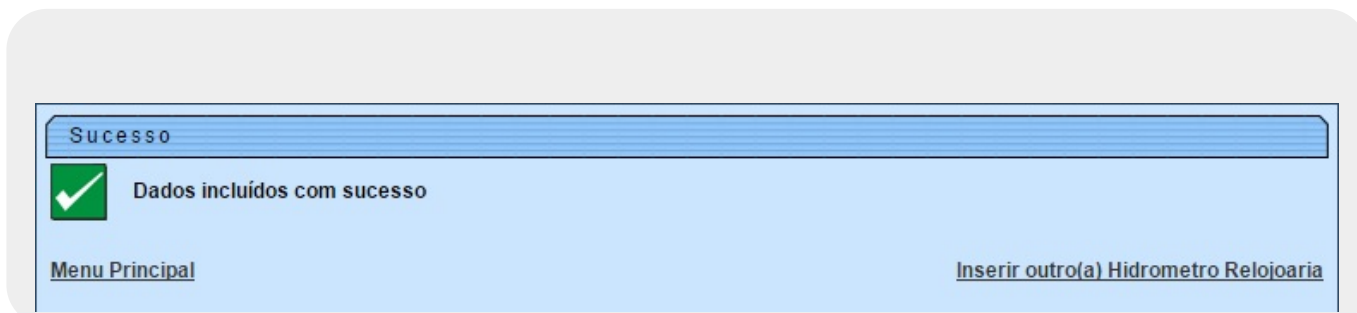 Sucesso
Dados incluídos com sucesso
Menu Principal
Inserir outro(a) Hidrometro Relojoaria